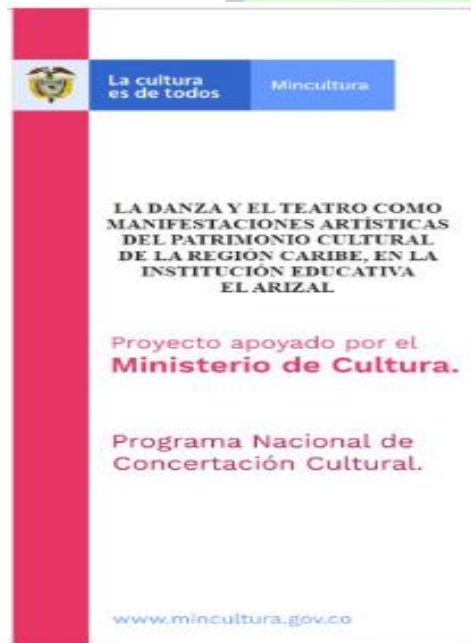 La cultura
es de todos
Mincultura
LA DANZA Y EL TEATRO COMO
MANIFESTACIONES ARTÍSTICAS
DEL PATRIMONIO CULTURAL
DE LA REGIÓN CARIBE, EN LA
INSTITUCIÓN EDUCATIVA
EL ARIZAL
Proyecto apoyado por el
Ministerio de Cultura.
Programa Nacional de
Concertación Cultural.
www.mincultura.gov.co